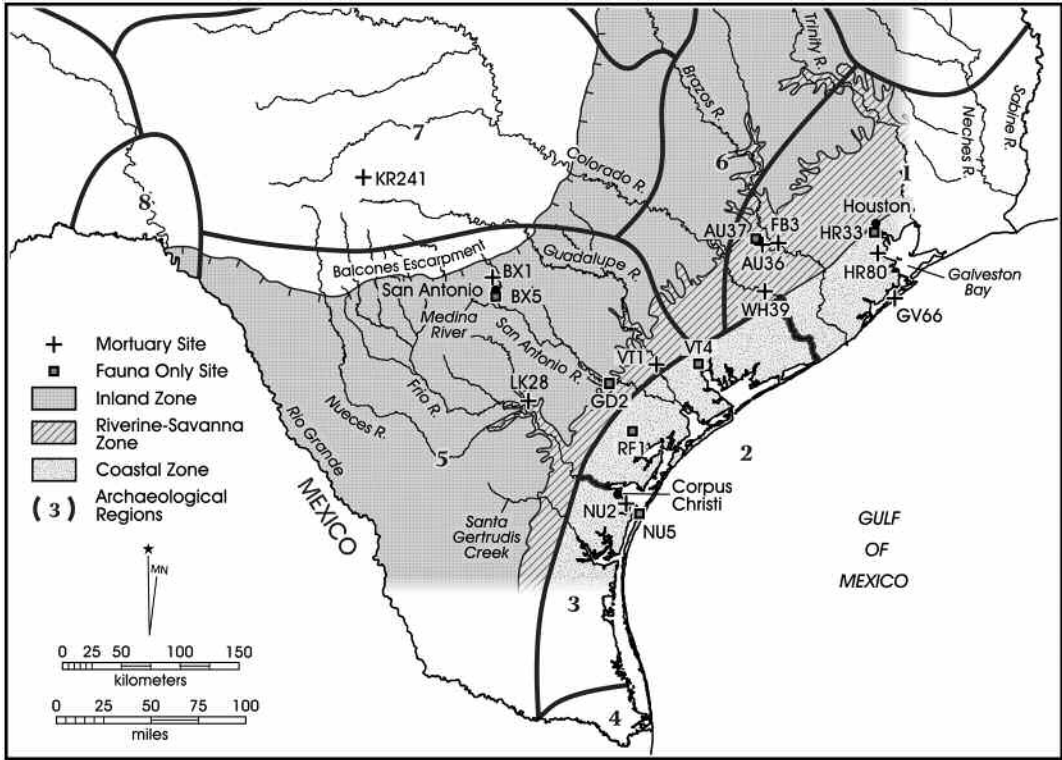 Trinity R.
Brazos R.
Neches R.
Sabine R.
7
Colorado R.
6
1
KR241
8
Houston
AU37
FB3
HR33
AU36
HR80
Galveston
Bay
Balcones Escarpment
Guadalupe R.
BX1
San Antonio
BX5
WH39
GV66
Medina
River
San Antonio R.
VT1
VT4
Mortuary Site
Fauna Only Site
Inland Zone
Riverine-Savanna
Zone
Coastal Zone
( 3 ) Archaeological
Regions
LK28
GD2
Frio R.
Nueces R.
Rio Grande
5
RF1
2
MEXICO
Corpus
Christi
NU2
NU5
Santa
Gertrudis
Creek
GULF
OF
MEXICO
MN
3
0 25 50 100 150
kilometers
0 25 50 75 100
miles
4